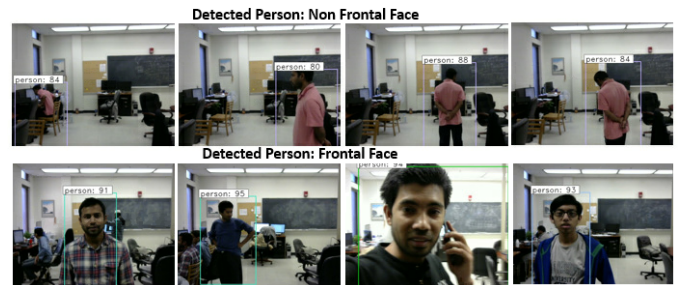 Detected Person: Non Frontal Face
person: 84
person: 80
person: 88
person: 84
Detected Person: Frontal Face
person: 91
person: 95
person: 94
person: 93